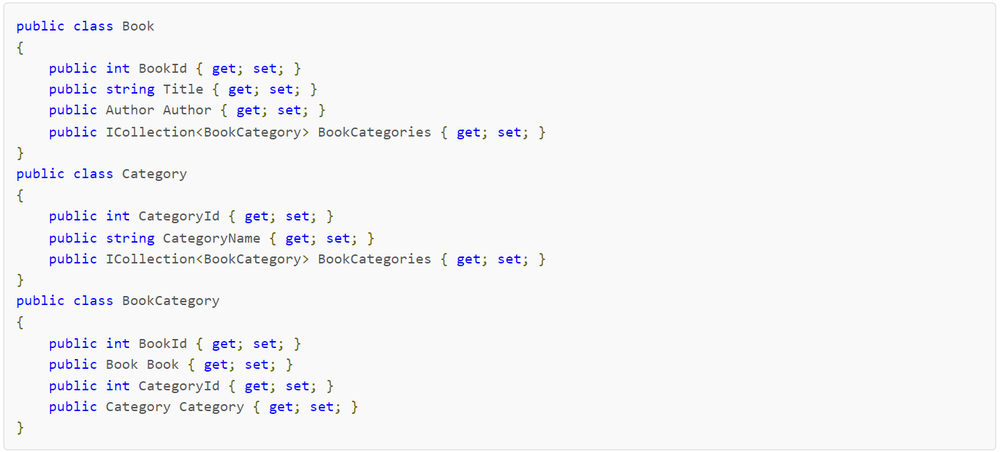 public class Book
{
    public int BookId { get; set; }
    public string Title { get; set; }
    public Author Author { get; set; }
    public ICollection<BookCategory> BookCategories { get; set; }
}
public class Category
{
    public int CategoryId { get; set; }
    public string CategoryName { get; set; }
    public ICollection<BookCategory> BookCategories { get; set; }
}
public class BookCategory
{
    public int BookId { get; set; }
    public Book Book { get; set; }
    public int CategoryId { get; set; }
    public Category Category { get; set; }
}